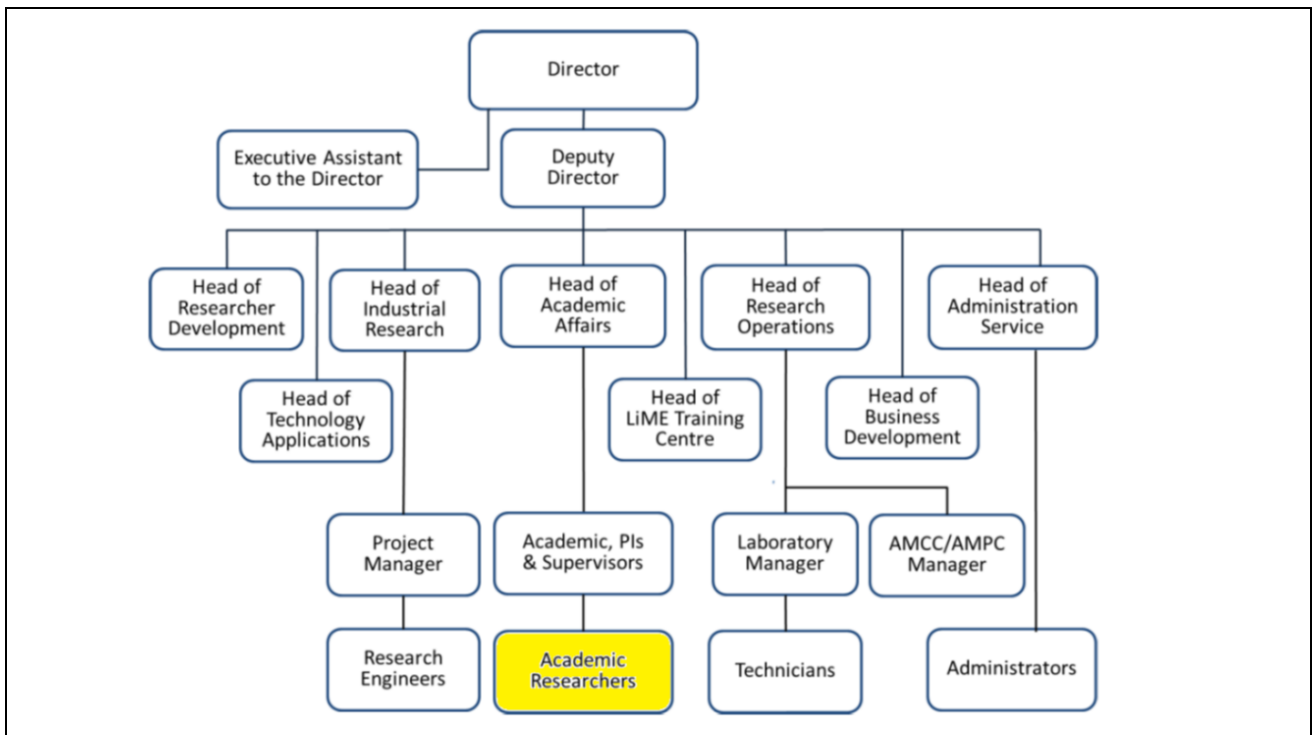 Director
Executive Assistant
to the Director
Deputy
Director
Head of
Researcher
Development
Head of
Industrial
Research
Head of
Academic
Affairs
Head of
Research
Operations
Head of
Administration
Service
Head of
Technology
Applications
Head of
LiME Training
Centre
Head of
Business
Development
Project
Manager
Academic, PIs
& Supervisors
Laboratory
Manager
AMCC/AMPC
Manager
Research
Engineers
Academic
Researchers
Technicians
Administrators